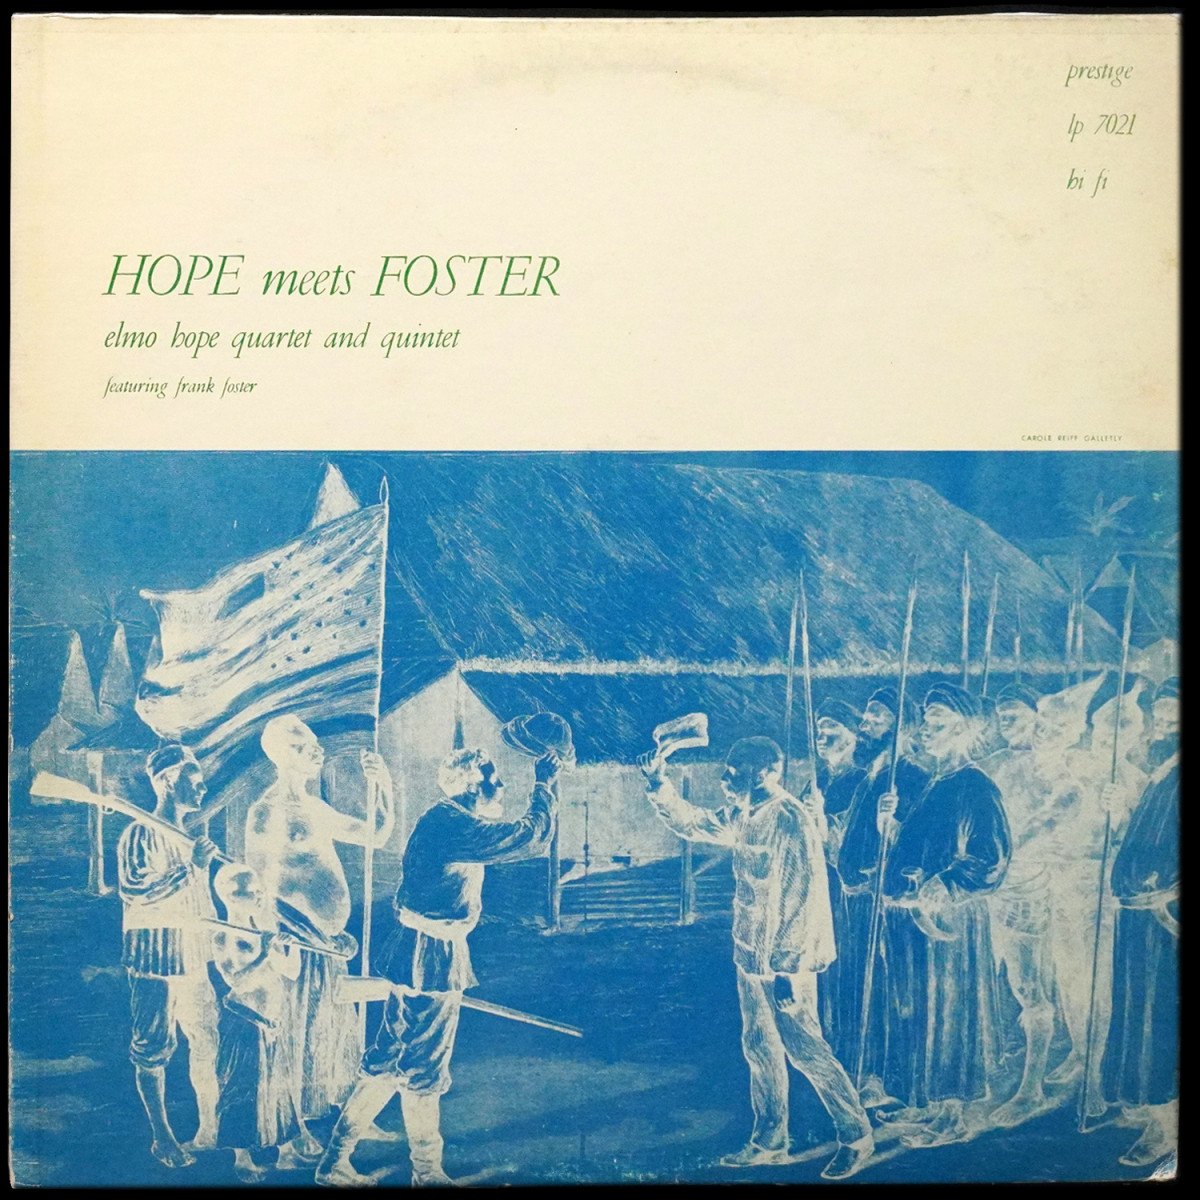 prestige
lp 7021
hi fi
HOPE meets FOSTER
elmo hope quartet and quintet
featuring frank foster
CAROLE REIFF GALLETLY